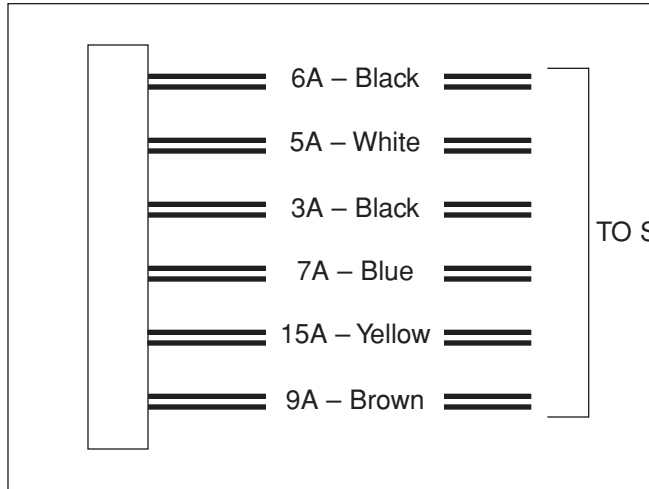 6A – Black
5A – White
3A – Black
TO S
7A – Blue
15A – Yellow
9A – Brown